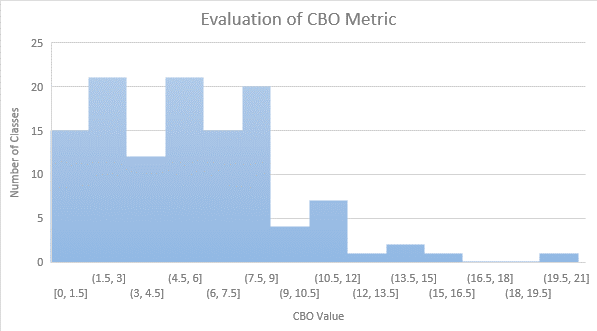 Evaluation of CBO Metric
25
20
15
10
5
0
Number of Classes
(1.5, 3] (4.5, 6] (7.5, 9] (10.5, 12] (13.5, 15] (16.5, 18] (19.5, 21]
[0, 1.5] (3, 4.5] (6, 7.5] (9, 10.5] (12, 13.5] (15, 16.5] (18, 19.5]
CBO Value